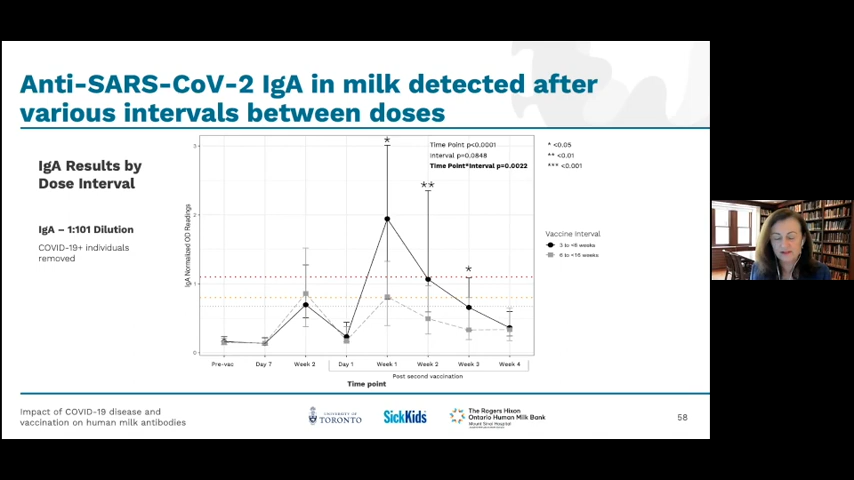 Anti-SARS-CoV-2 IgA in milk detected after
various intervals between doses
IgA Results by
Dose Interval
IgA – 1:101 Dilution
COVID-19+ individuals
removed
IgA Normalized OD Readings
3
2
1
0
*
**
*
Time Point p<0.0001
Interval p=0.0848
Time Point*Interval p=0.0022
* <0.05
** <0.01
*** <0.001
Vaccine Interval
3 to <6 weeks
6 to <16 weeks
Pre-vac Day 7 Week 2 Day 1 Week 1 Week 2 Week 3 Week 4
Post second vaccination
Time point
Impact of COVID-19 disease and
vaccination on human milk antibodies
UNIVERSITY OF
TORONTO
SickKids
The Rogers Hixon
Ontario Human Milk Bank
Mount Sinai Hospital
58